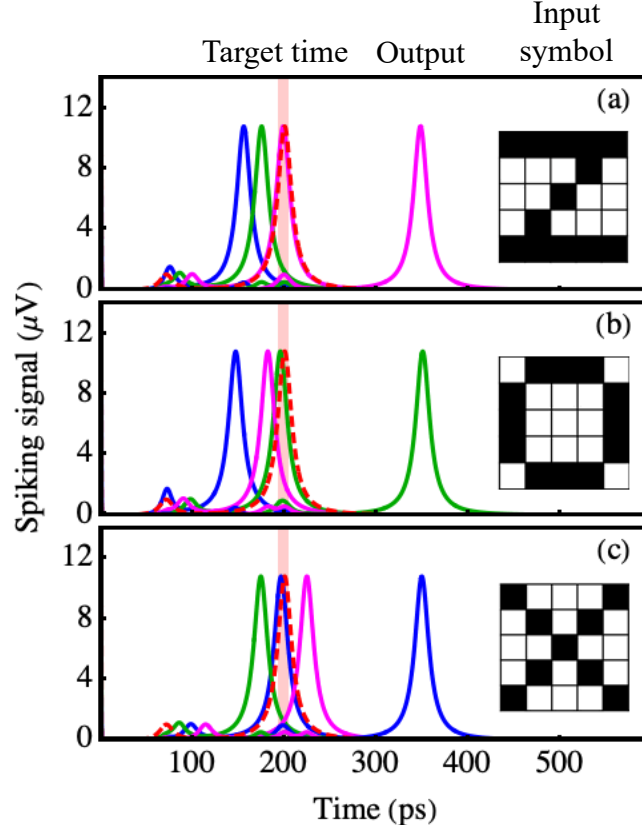 Target time
Output
Input
symbol
(a)
12
8
4
0
(b)
12
8
4
0
(c)
12
8
4
0
Spiking signal (μV)
100 200 300 400 500
Time (ps)